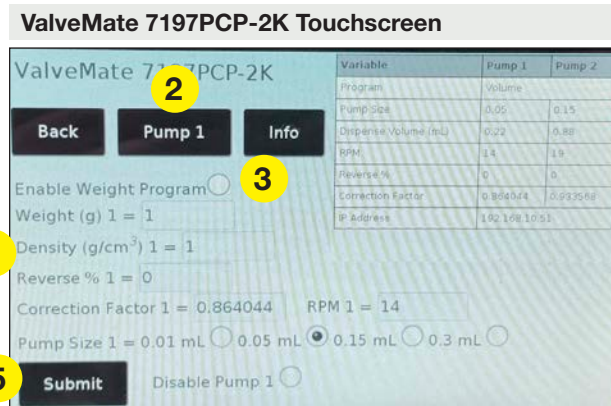 ValveMate 7197PCP-2K Touchscreen
ValveMate 7197PCP-2K
2
Back Pump 1 Info
3
Enable Weight Program
Weight (g) 1 = 1
Density (g/cm³) 1 = 1
Reverse % 1 = 0
Correction Factor 1 = 0.864044 RPM 1 = 14
Pump Size 1 = 0.01 mL 0.05 mL 0.15 mL 0.3 mL
5
Submit Disable Pump 1
Variable Pump 1 Pump 2
Program Volume
Pump Size 0.05 0.15
Dispense Volume (mL) 0.22 0.88
RPM 14 19
Reverse % 0 0
Correction Factor 0.864044 0.933568
IP Address 192.168.10.51